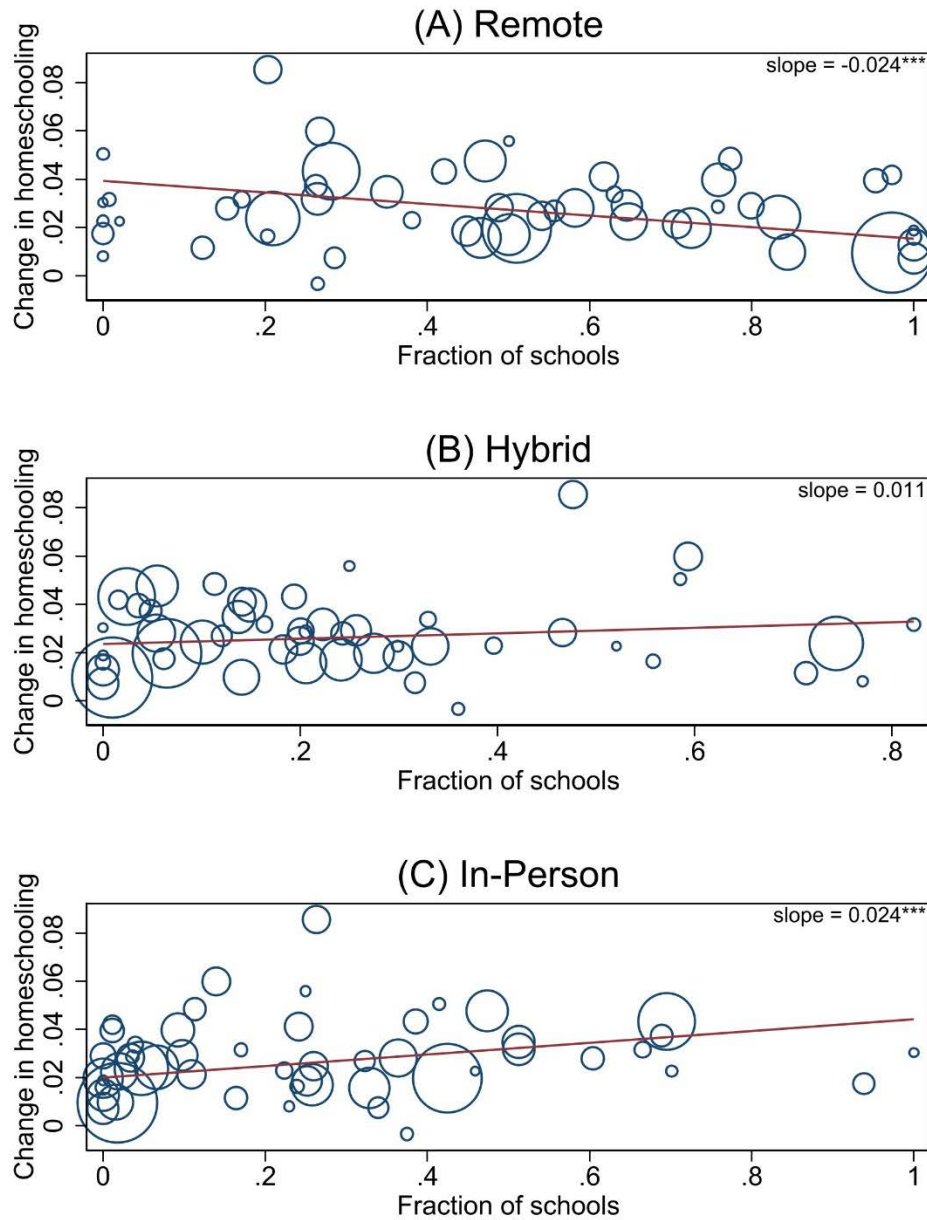 (A) Remote
slope = -0.024***
Change in homeschooling
.08
.06
.04
.02
0
0 .2 .4 .6 .8 1
Fraction of schools
(B) Hybrid
slope = 0.011
Change in homeschooling
.08
.06
.04
.02
0
0 .2 .4 .6 .8
Fraction of schools
(C) In-Person
slope = 0.024***
Change in homeschooling
.08
.06
.04
.02
0
0 .2 .4 .6 .8 1
Fraction of schools